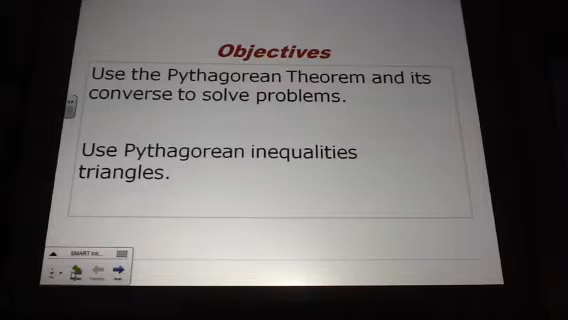 Objectives
Use the Pythagorean Theorem and its
converse to solve problems.
Use Pythagorean inequalities
triangles.
SMART Ink...